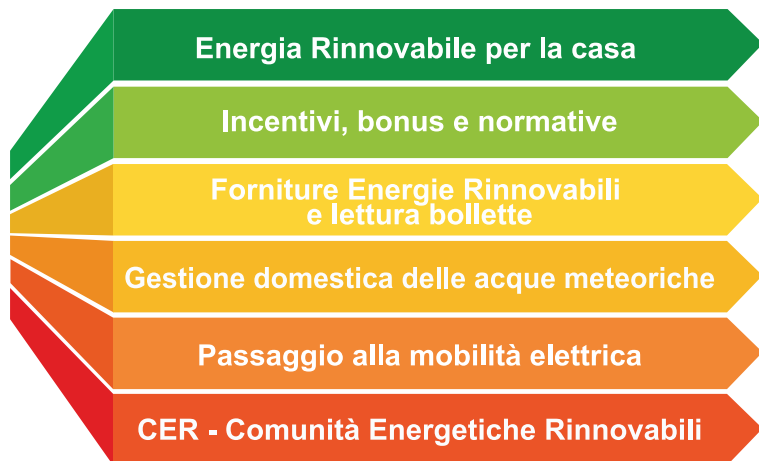 Energia Rinnovabile per la casa
Incentivi, bonus e normative
Forniture Energie Rinnovabili
e lettura bollette
Gestione domestica delle acque meteoriche
Passaggio alla mobilità elettrica
CER - Comunità Energetiche Rinnovabili